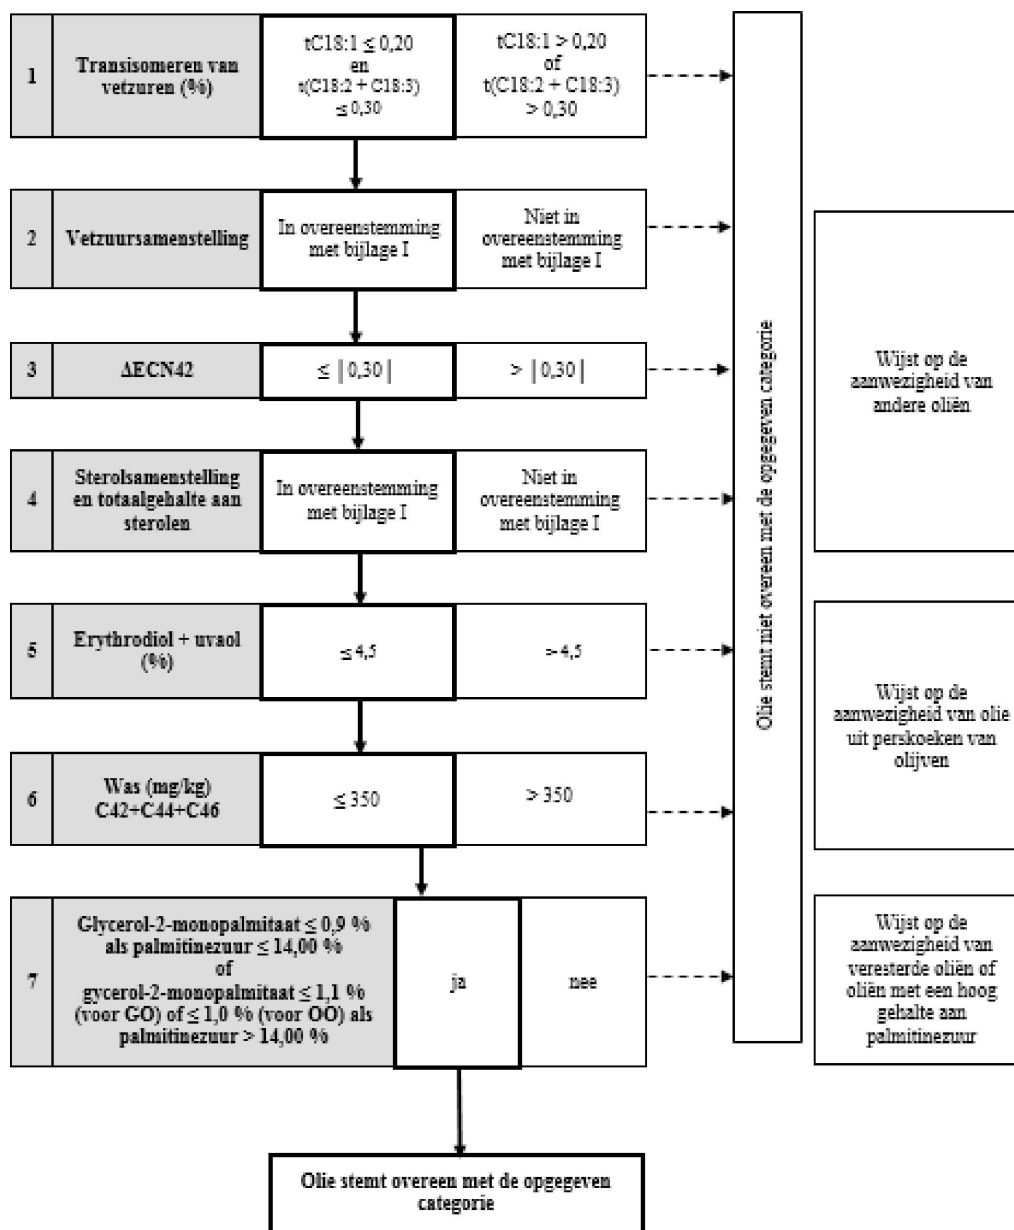 1
Transisomeren van
vetzuren (%)
tC18:1 ≤ 0,20
en
t(C18:2 + C18:3)
≤ 0,30
tC18:1 > 0,20
of
t(C18:2 + C18:3)
> 0,30
2
Vetzuursamenstelling
In overeenstemming
met bijlage I
Niet in
overeenstemming
met bijlage I
3
ΔECN42
≤ | 0,30 |
> | 0,30 |
4
Sterolsamenstelling
en totaalgehalte aan
sterolen
In overeenstemming
met bijlage I
Niet in
overeenstemming
met bijlage I
5
Erythrodiol + uvaol
(%)
≤ 4,5
> 4,5
6
Was (mg/kg)
C42+C44+C46
≤ 350
> 350
7
Glycerol-2-monopalmitaat ≤ 0,9 %
als palmitinezuur ≤ 14,00 %
of
gycerol-2-monopalmitaat ≤ 1,1 %
(voor GO) of ≤ 1,0 % (voor OO) als
palmitinezuur > 14,00 %
ja
nee
Olie stemt niet overeen met de opgegeven categorie
Wijst op de
aanwezigheid van
andere oliën
Wijst op de
aanwezigheid van olie
uit perskoeken van
olijven
Wijst op de
aanwezigheid van
veresterde oliën of
oliën met een hoog
gehalte aan
palmitinezuur
Olie stemt overeen met de opgegeven
categorie